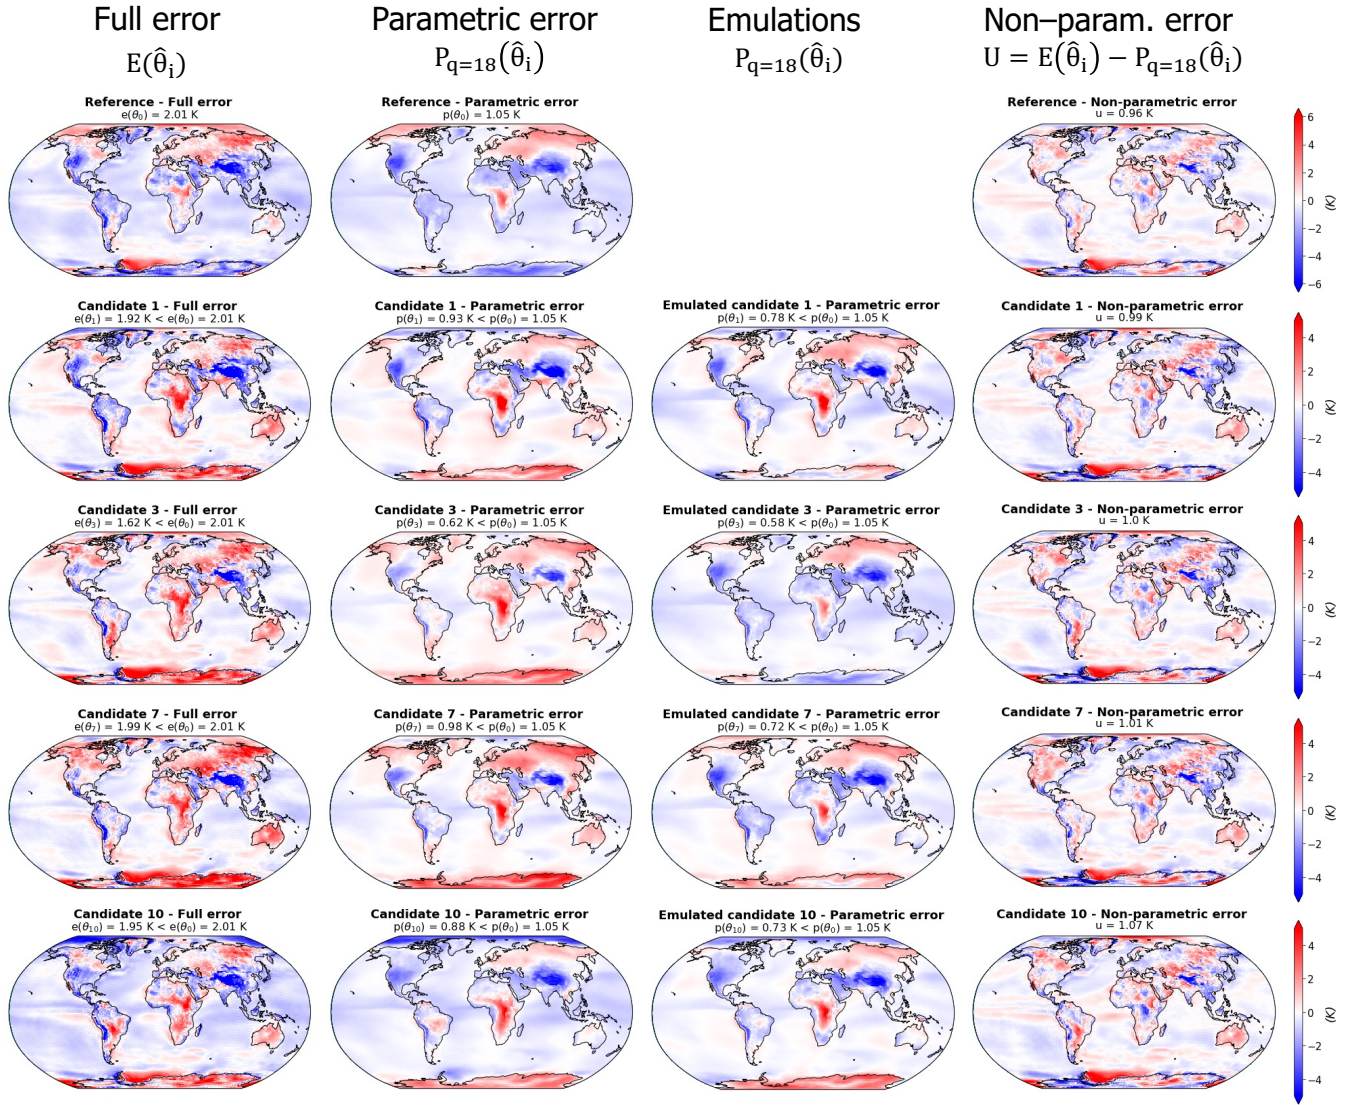 Full error
Parametric error
Emulations
Non–param. error
E(θ̂ᵢ)
P_q=18(θ̂ᵢ)
P_q=18(θ̂ᵢ)
U = E(θ̂ᵢ) − P_q=18(θ̂ᵢ)
Reference - Full error
e(θ₀) = 2.01 K
Reference - Parametric error
p(θ₀) = 1.05 K
Reference - Non-parametric error
u = 0.96 K
6
4
2
0
−2
−4
−6
(K)
Candidate 1 - Full error
e(θ₁) = 1.92 K < e(θ₀) = 2.01 K
Candidate 1 - Parametric error
p(θ₁) = 0.93 K < p(θ₀) = 1.05 K
Emulated candidate 1 - Parametric error
p(θ₁) = 0.78 K < p(θ₀) = 1.05 K
Candidate 1 - Non-parametric error
u = 0.99 K
4
2
0
−2
−4
(K)
Candidate 3 - Full error
e(θ₃) = 1.62 K < e(θ₀) = 2.01 K
Candidate 3 - Parametric error
p(θ₃) = 0.62 K < p(θ₀) = 1.05 K
Emulated candidate 3 - Parametric error
p(θ₃) = 0.58 K < p(θ₀) = 1.05 K
Candidate 3 - Non-parametric error
u = 1.0 K
4
2
0
−2
−4
(K)
Candidate 7 - Full error
e(θ₇) = 1.99 K < e(θ₀) = 2.01 K
Candidate 7 - Parametric error
p(θ₇) = 0.98 K < p(θ₀) = 1.05 K
Emulated candidate 7 - Parametric error
p(θ₇) = 0.72 K < p(θ₀) = 1.05 K
Candidate 7 - Non-parametric error
u = 1.01 K
4
2
0
−2
−4
(K)
Candidate 10 - Full error
e(θ₁₀) = 1.95 K < e(θ₀) = 2.01 K
Candidate 10 - Parametric error
p(θ₁₀) = 0.88 K < p(θ₀) = 1.05 K
Emulated candidate 10 - Parametric error
p(θ₁₀) = 0.73 K < p(θ₀) = 1.05 K
Candidate 10 - Non-parametric error
u = 1.07 K
4
2
0
−2
−4
(K)